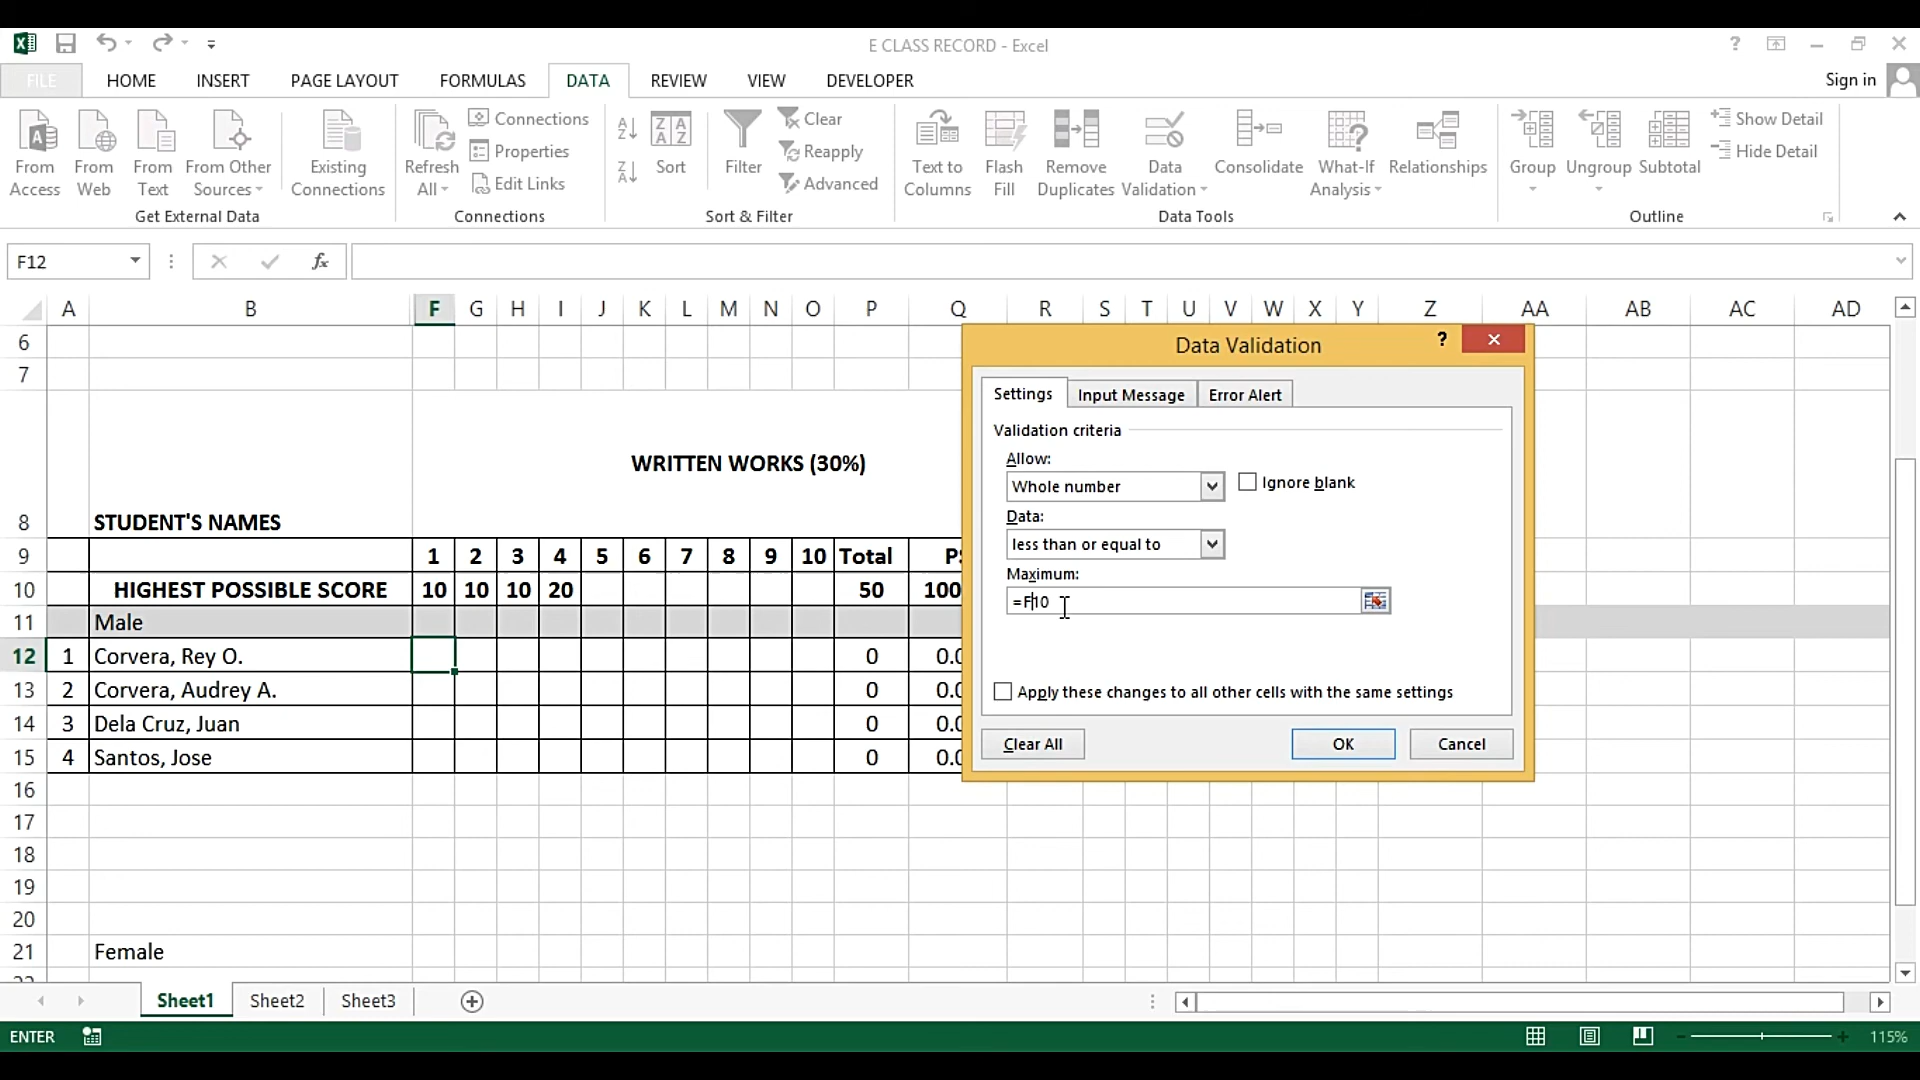 E CLASS RECORD - Excel
?
FILE HOME INSERT PAGE LAYOUT FORMULAS DATA REVIEW VIEW DEVELOPER Sign in
From Access
From Web
From Text
From Other Sources
Existing Connections
Get External Data
Refresh All
Connections
Properties
Edit Links
Connections
Sort
Filter
Clear
Reapply
Advanced
Sort & Filter
Text to Columns
Flash Fill
Remove Duplicates
Data Validation
Consolidate
What-If Analysis
Relationships
Data Tools
Group
Ungroup
Subtotal
Show Detail
Hide Detail
Outline
F12 fx
A B F G H I J K L M N O P Q R S T U V W X Y Z AA AB AC AD
6
7
WRITTEN WORKS (30%)
8 STUDENT'S NAMES
9 1 2 3 4 5 6 7 8 9 10 Total
10 HIGHEST POSSIBLE SCORE 10 10 10 20 50 100
11 Male
12 1 Corvera, Rey O. 0 0.0
13 2 Corvera, Audrey A. 0 0.0
14 3 Dela Cruz, Juan 0 0.0
15 4 Santos, Jose 0 0.0
16
17
18
19
20
21 Female
Data Validation ?
Settings Input Message Error Alert
Validation criteria
Allow:
Whole number Ignore blank
Data:
less than or equal to
Maximum:
=F10
Apply these changes to all other cells with the same settings
Clear All OK Cancel
Sheet1 Sheet2 Sheet3
ENTER 115%